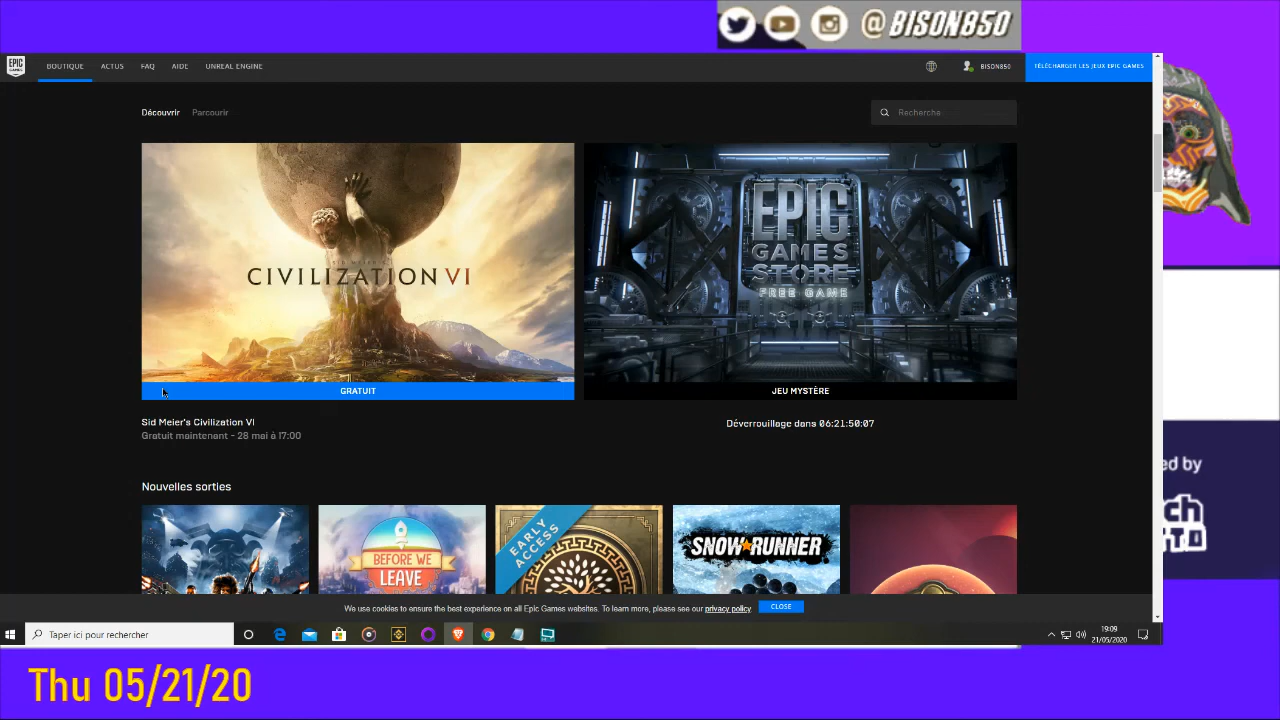 @BISON850
EPIC GAMES
BOUTIQUE
ACTUS
FAQ
AIDE
UNREAL ENGINE
BISON850
TÉLÉCHARGER LES JEUX EPIC GAMES
Découvrir
Parcourir
Recherche
SID MEIER'S
CIVILIZATION VI
EPIC
GAMES
STORE
FREE GAME
GRATUIT
JEU MYSTÈRE
Sid Meier's Civilization VI
Gratuit maintenant - 28 mai à 17:00
Déverrouillage dans 06:21:50:07
Nouvelles sorties
BEFORE WE
LEAVE
EARLY
ACCESS
SNOWRUNNER
We use cookies to ensure the best experience on all Epic Games websites. To learn more, please see our privacy policy
CLOSE
Taper ici pour rechercher
19:09
21/05/2020
ed by
Thu 05/21/20